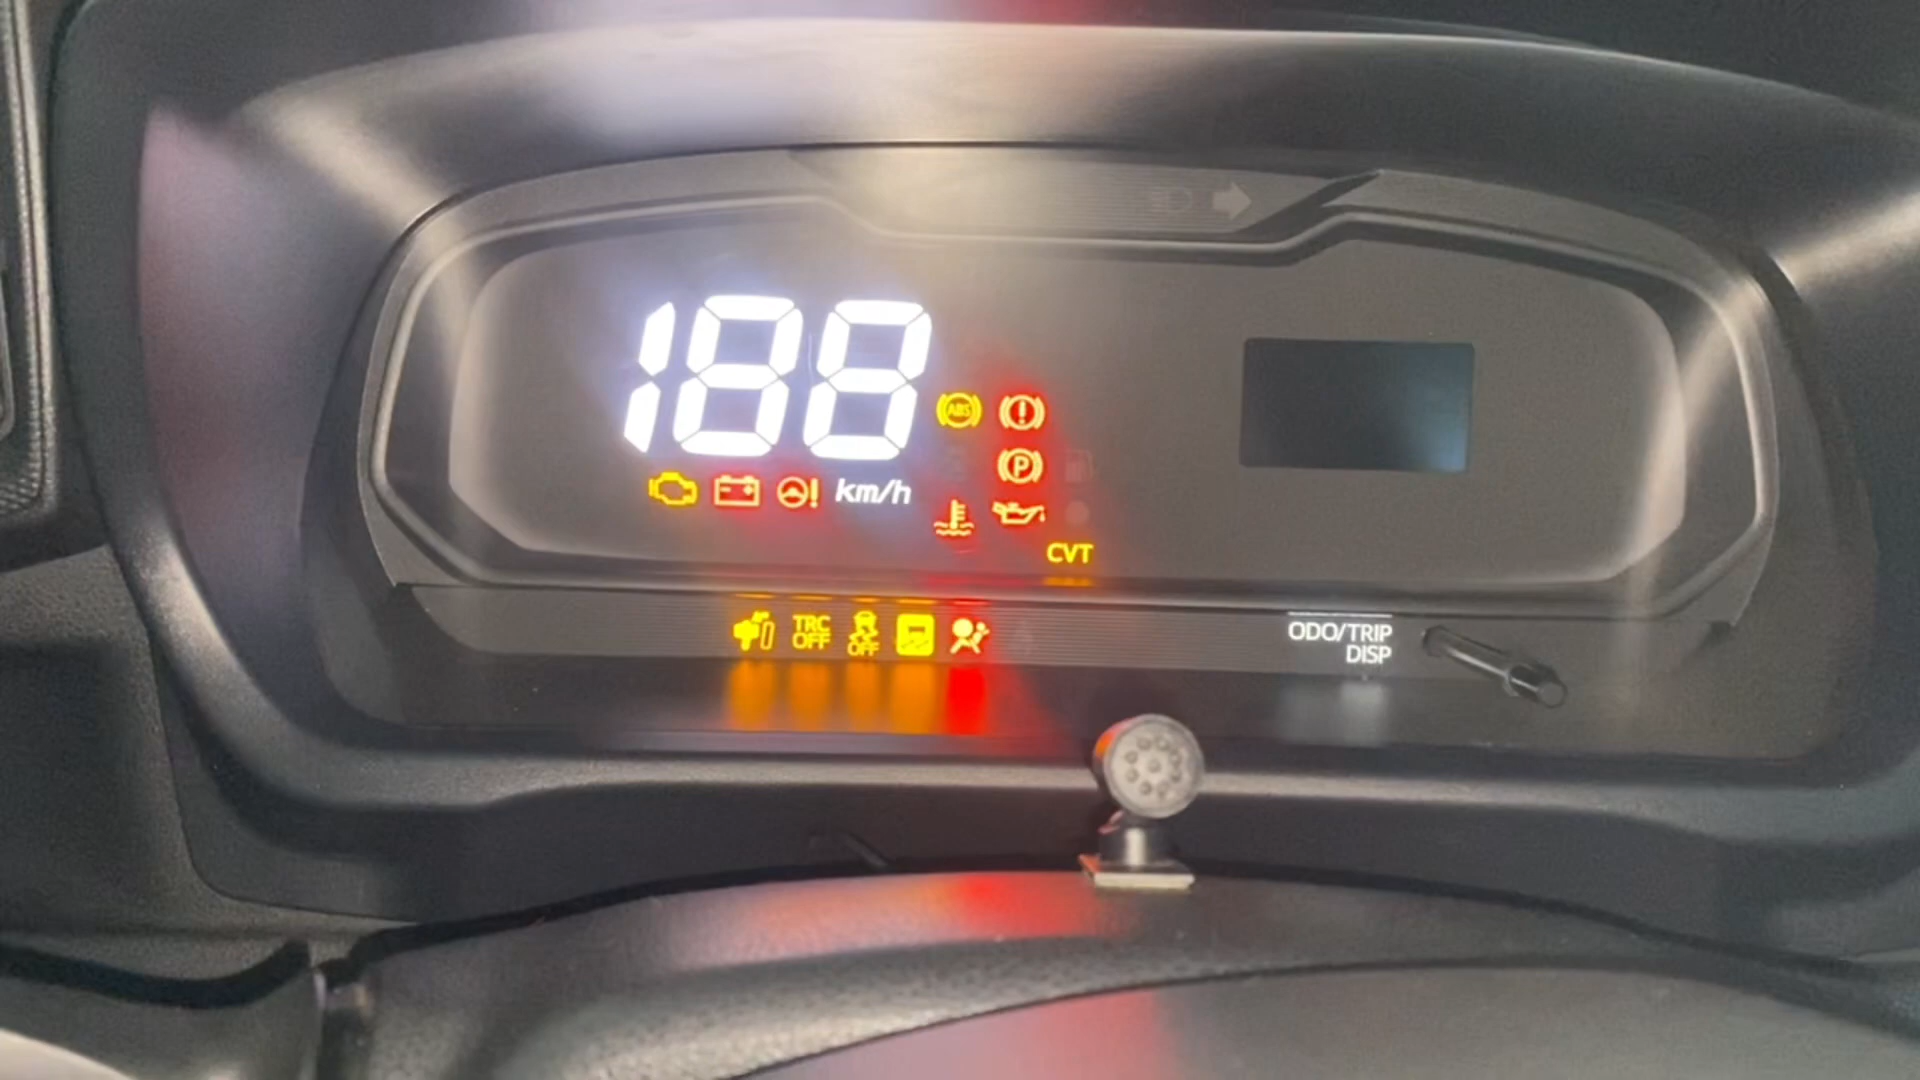 188
ABS
P
km/h
CVT
TRC
OFF
OFF
ODO/TRIP
DISP